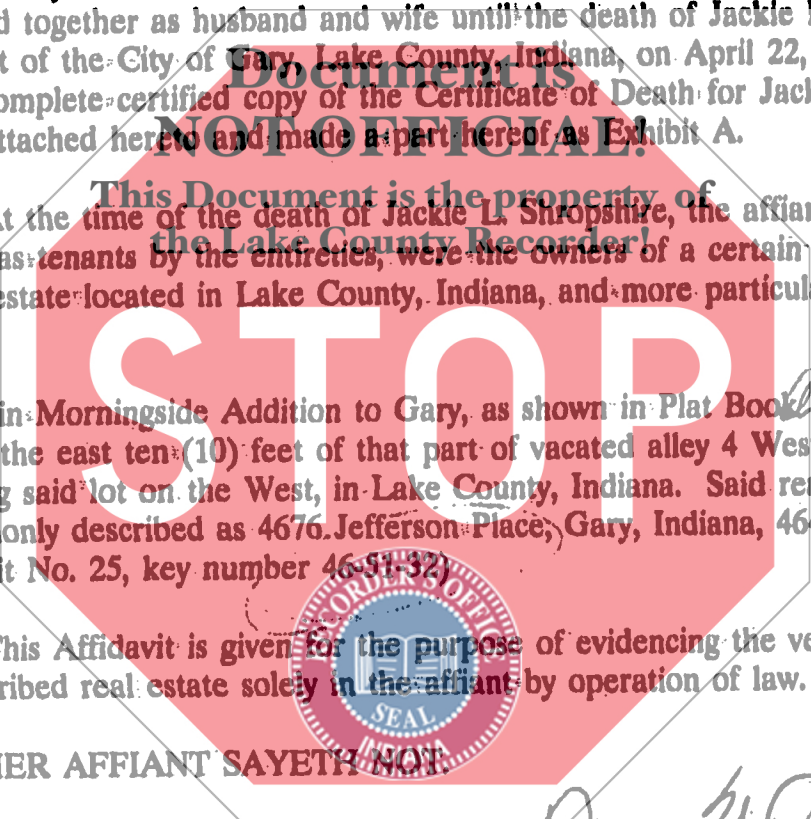 d together as husband and wife until the death of Jackie
t of the City of Gary, Lake County, Indiana, on April 22,
Document is
omplete certified copy of the Certificate of Death for Jack
ttached hereto and made a part hereof as Exhibit A.
NOT OFFICIAL!
This Document is the property of
At the time of the death of Jackie L. Shropshire, the affian
the Lake County Recorder!
as tenants by the entireties, were the owners of a certain
estate located in Lake County, Indiana, and more particul
STOP
in Morningside Addition to Gary, as shown in Plat Book
the east ten (10) feet of that part of vacated alley 4 Wes
g said lot on the West, in Lake County, Indiana. Said re
only described as 4676 Jefferson Place, Gary, Indiana, 46
it No. 25, key number 46-51-32)
RECORDER'S OFFIC
This Affidavit is given for the purpose of evidencing the ve
ribed real estate solely in the affiant by operation of law.
SEAL
INDIANA
HER AFFIANT SAYETH NOT.